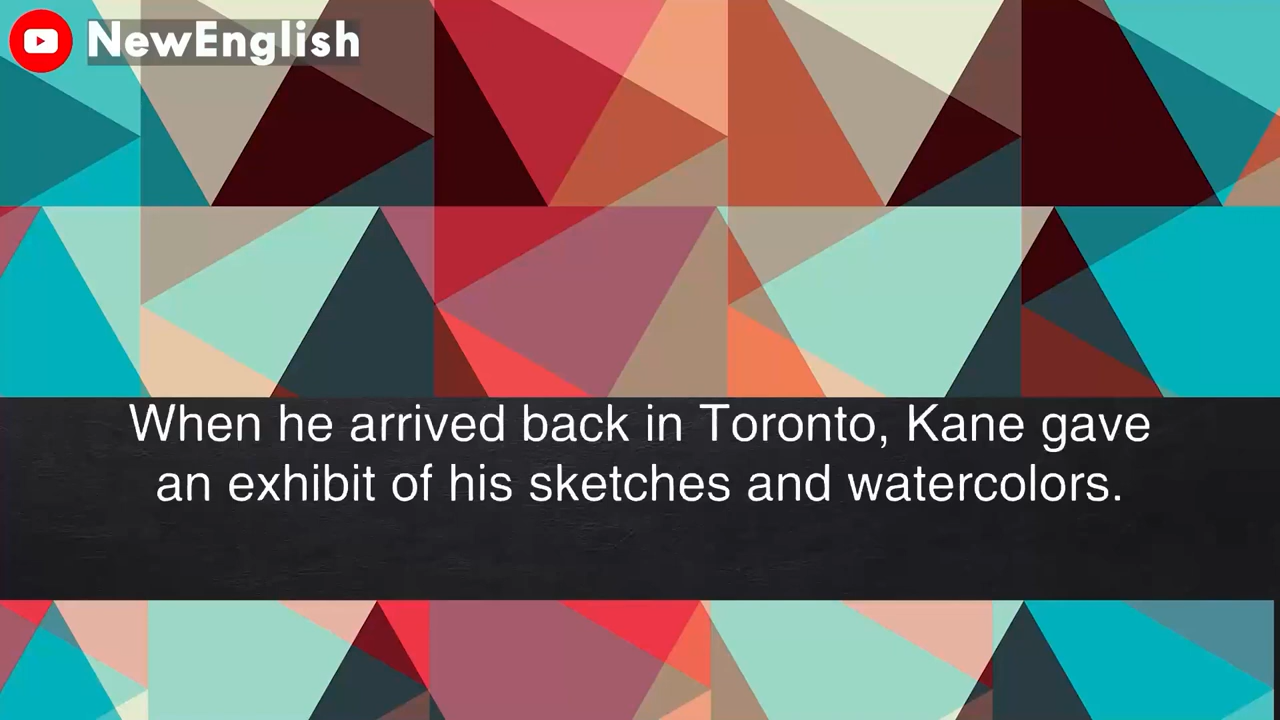 NewEnglish
When he arrived back in Toronto, Kane gave
an exhibit of his sketches and watercolors.